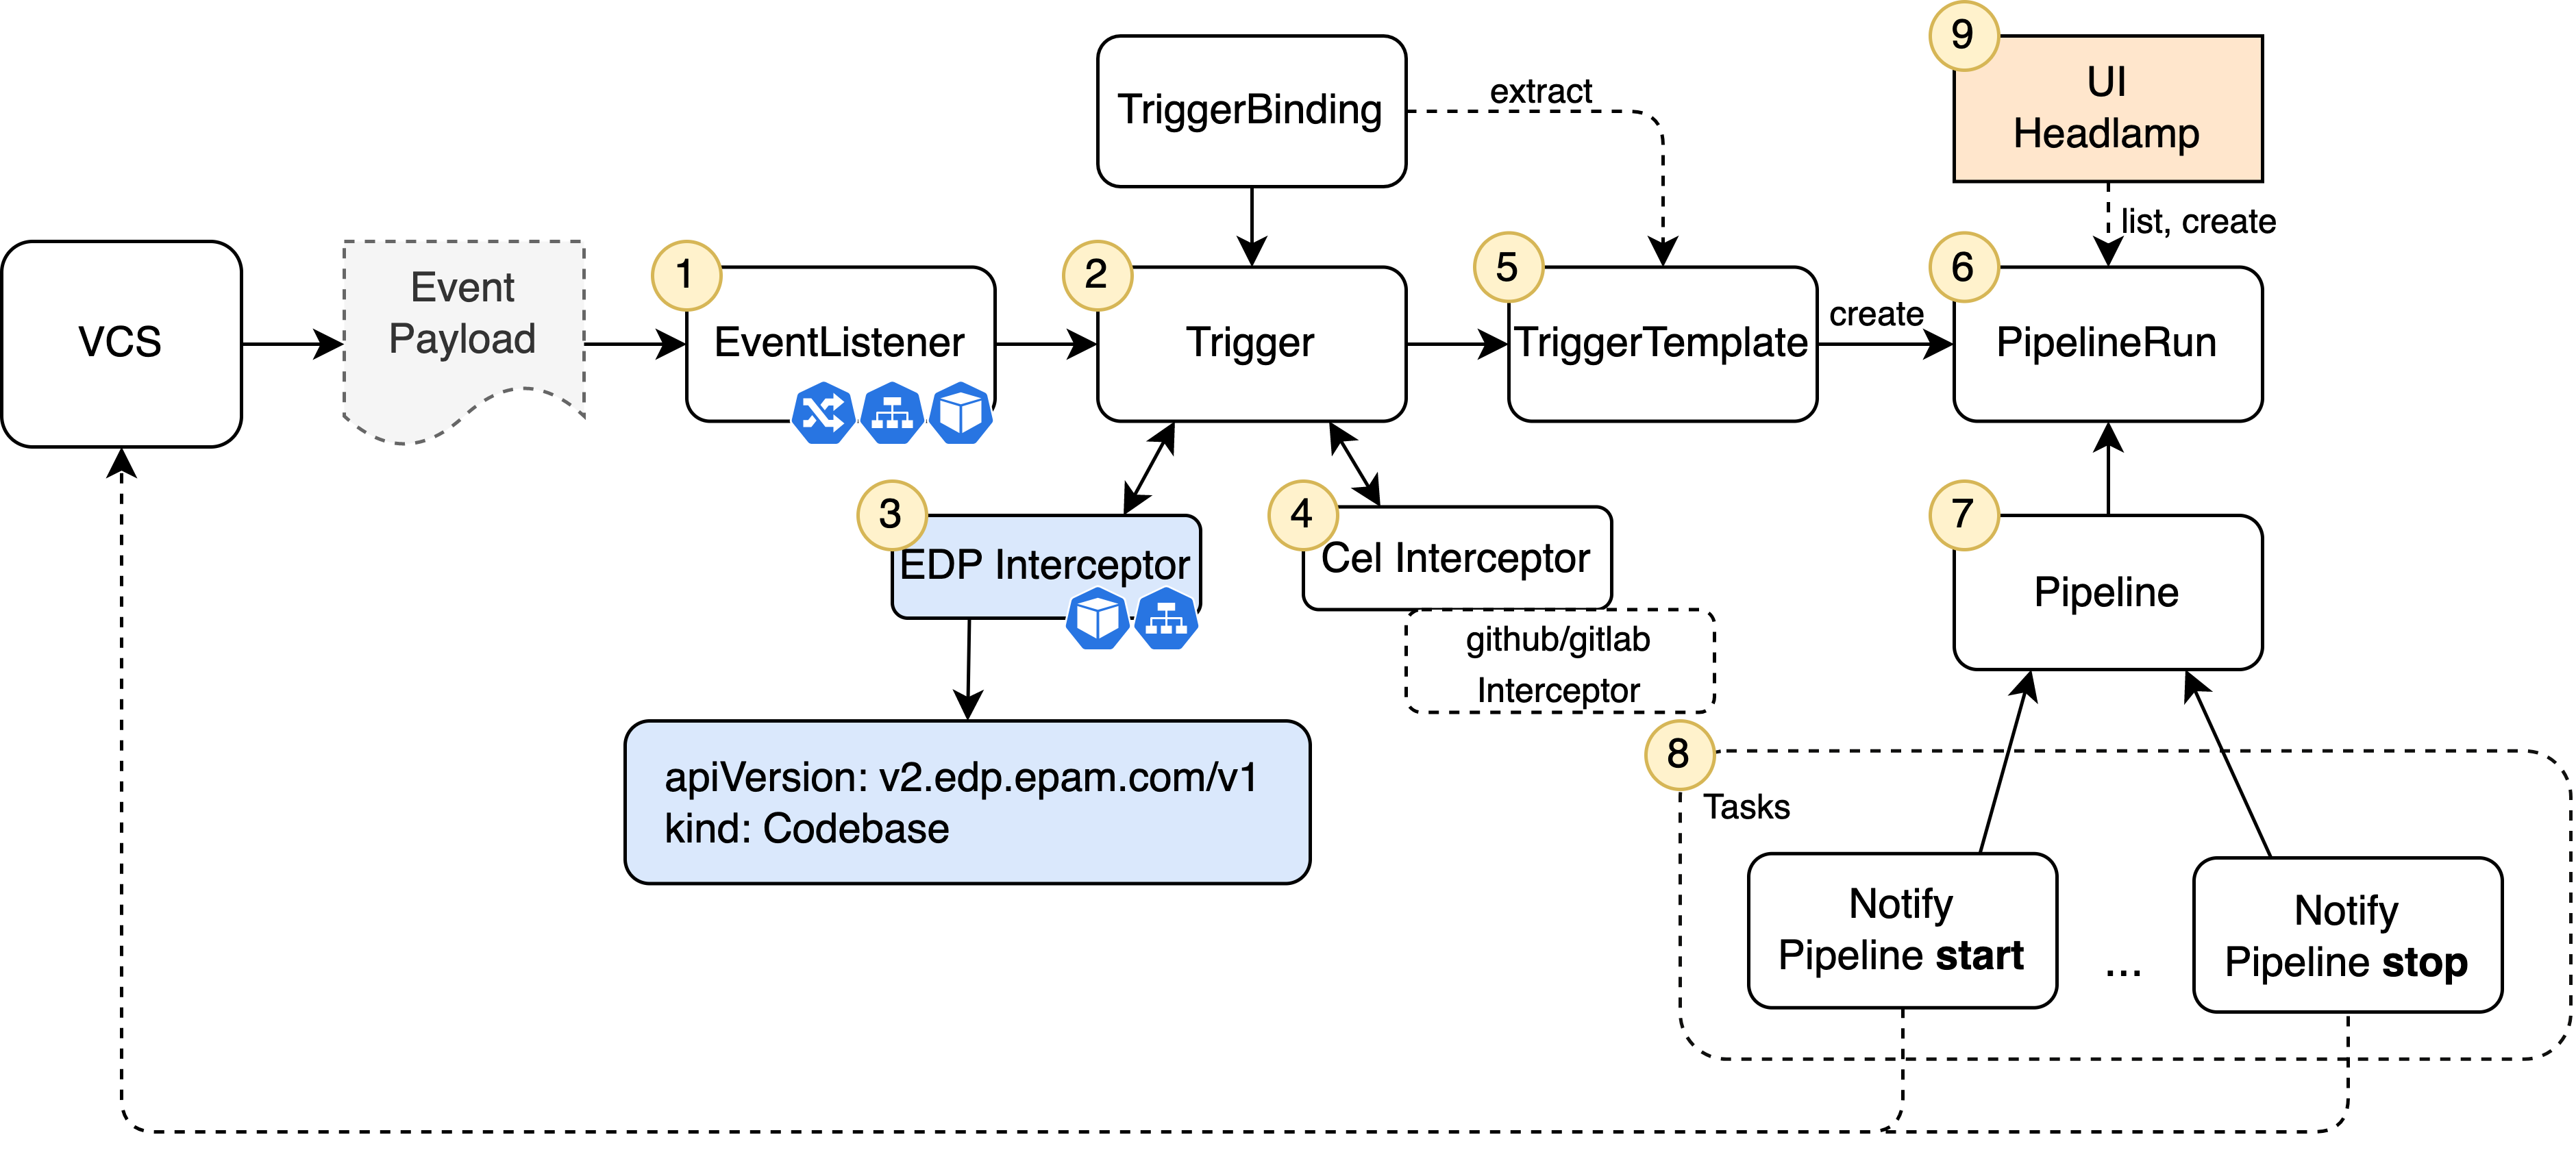 9
UI
Headlamp
TriggerBinding
extract
list, create
VCS
Event
Payload
1
EventListener
2
Trigger
5
TriggerTemplate
create
6
PipelineRun
3
EDP Interceptor
4
Cel Interceptor
github/gitlab
Interceptor
7
Pipeline
apiVersion: v2.edp.epam.com/v1
kind: Codebase
8
Tasks
Notify
Pipeline start
...
Notify
Pipeline stop